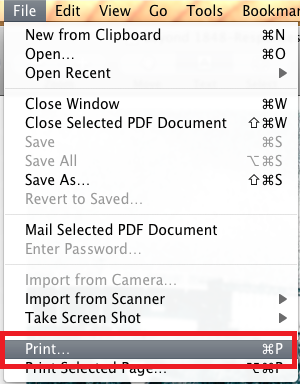 File Edit View Go Tools Bookmar
New from Clipboard ⌘N
Open... ⌘O
Open Recent ▶
Close Window ⌘W
Close Selected PDF Document ⇧⌘W
Save ⌘S
Save All ⌥⌘S
Save As... ⇧⌘S
Revert to Saved...
Mail Selected PDF Document
Enter Password...
Import from Camera...
Import from Scanner ▶
Take Screen Shot ▶
Print... ⌘P
Print Selected Page... ⌥⌘P